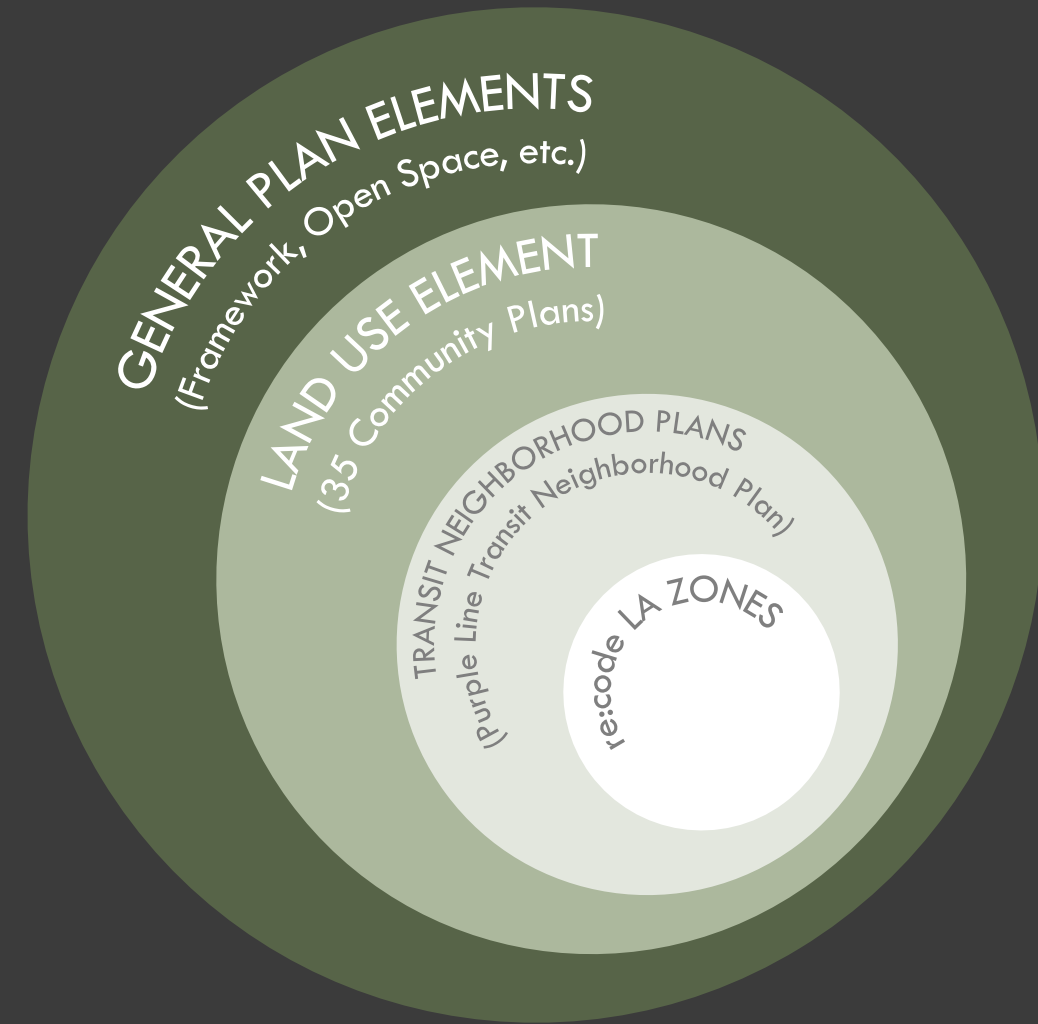 GENERAL PLAN ELEMENTS
(Framework, Open Space, etc.)
LAND USE ELEMENT
(35 Community Plans)
TRANSIT NEIGHBORHOOD PLANS
(Purple Line Transit Neighborhood Plan)
re:code LA ZONES